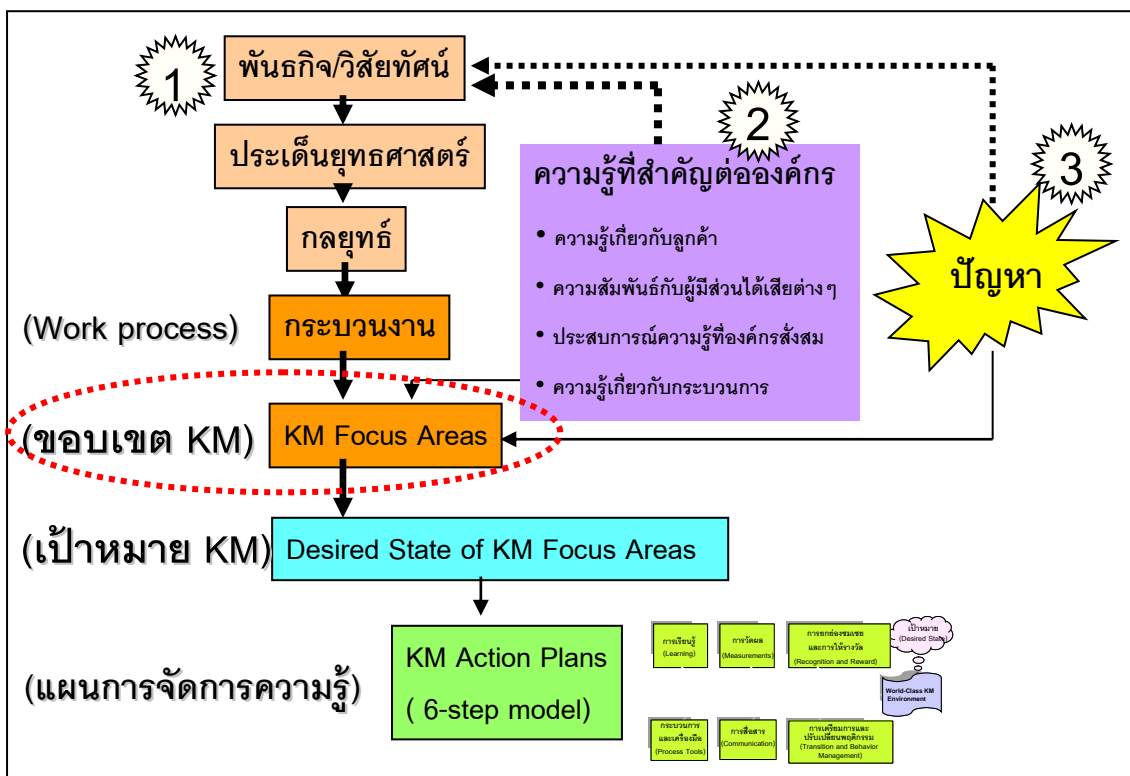 1
พันธกิจ/วิสัยทัศน์
ประเด็นยุทธศาสตร์
กลยุทธ์
(Work process)
กระบวนงาน
2
ความรู้ที่สำคัญต่อองค์กร
• ความรู้เกี่ยวกับลูกค้า
• ความสัมพันธ์กับผู้มีส่วนได้เสียต่างๆ
• ประสบการณ์ความรู้ที่องค์กรสั่งสม
• ความรู้เกี่ยวกับกระบวนการ
3
ปัญหา
(ขอบเขต KM)
KM Focus Areas
(เป้าหมาย KM)
Desired State of KM Focus Areas
(แผนการจัดการความรู้)
KM Action Plans
( 6-step model)
การเรียนรู้
(Learning)
การวัดผล
(Measurements)
การยกย่องชมเชย
และการให้รางวัล
(Recognition and Reward)
เป้าหมาย
(Desired State)
World-Class KM
Environment
กระบวนการ
และเครื่องมือ
(Process Tools)
การสื่อสาร
(Communication)
การเตรียมการและ
ปรับเปลี่ยนพฤติกรรม
(Transition and Behavior
Management)